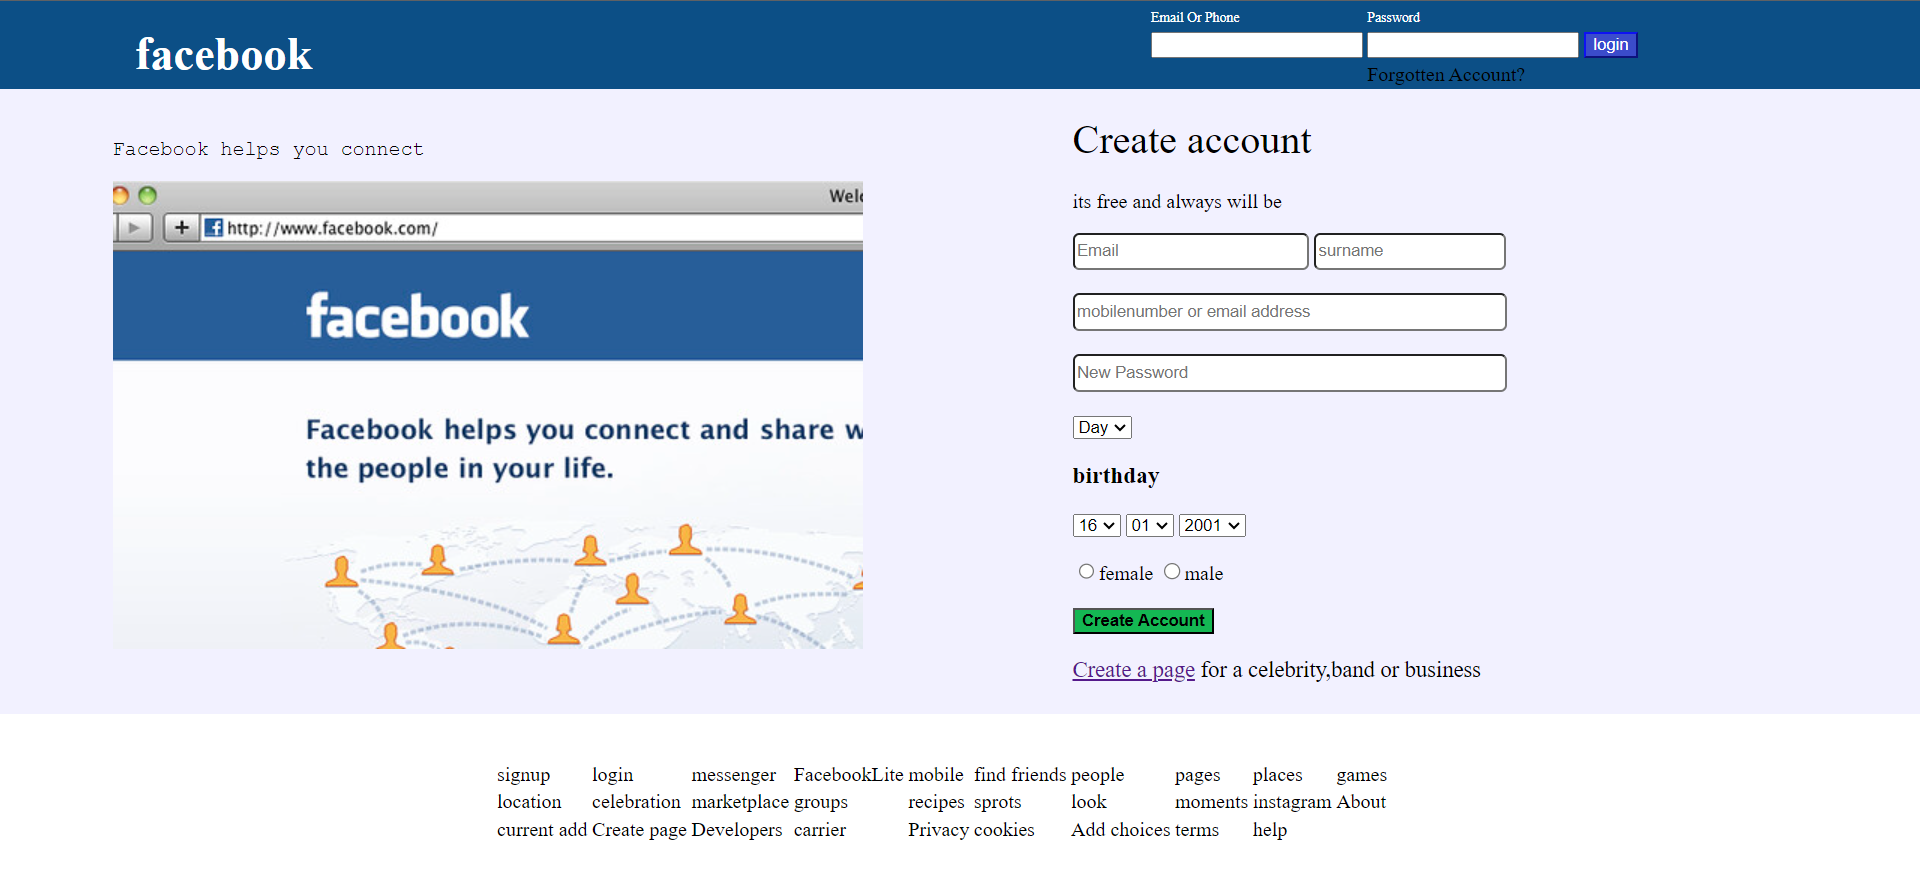 Email Or Phone Password
facebook
login
Forgotten Account?
Facebook helps you connect
Welc
http://www.facebook.com/
facebook
Facebook helps you connect and share w
the people in your life.
Create account
its free and always will be
Email surname
mobilenumber or email address
New Password
Day
birthday
16 01 2001
female male
Create Account
Create a page for a celebrity,band or business
signup login messenger FacebookLite mobile find friends people pages places games
location celebration marketplace groups recipes sprots look moments instagram About
current add Create page Developers carrier Privacy cookies Add choices terms help